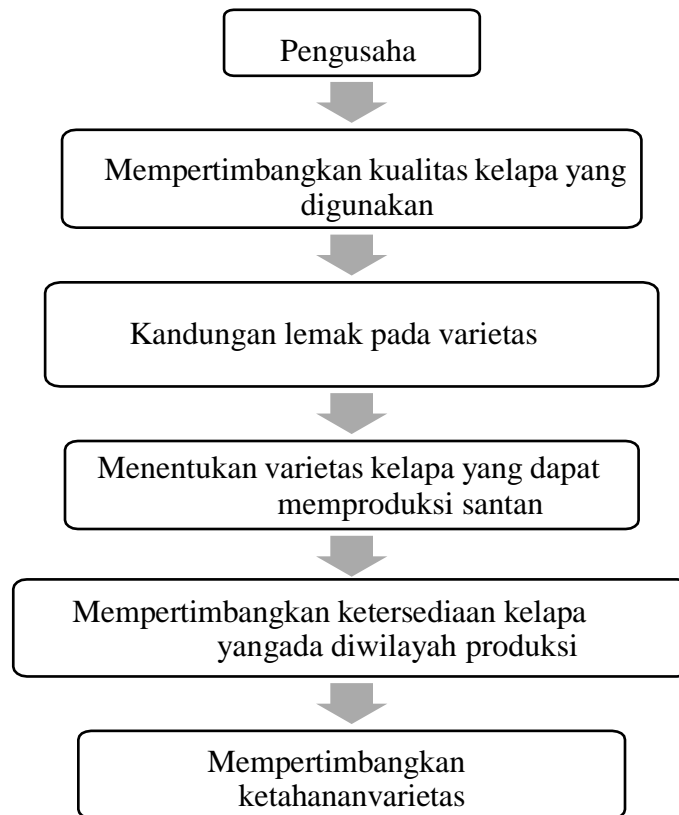 Pengusaha
Mempertimbangkan kualitas kelapa yang
digunakan
Kandungan lemak pada varietas
Menentukan varietas kelapa yang dapat
memproduksi santan
Mempertimbangkan ketersediaan kelapa
yangada diwilayah produksi
Mempertimbangkan
ketahananvarietas